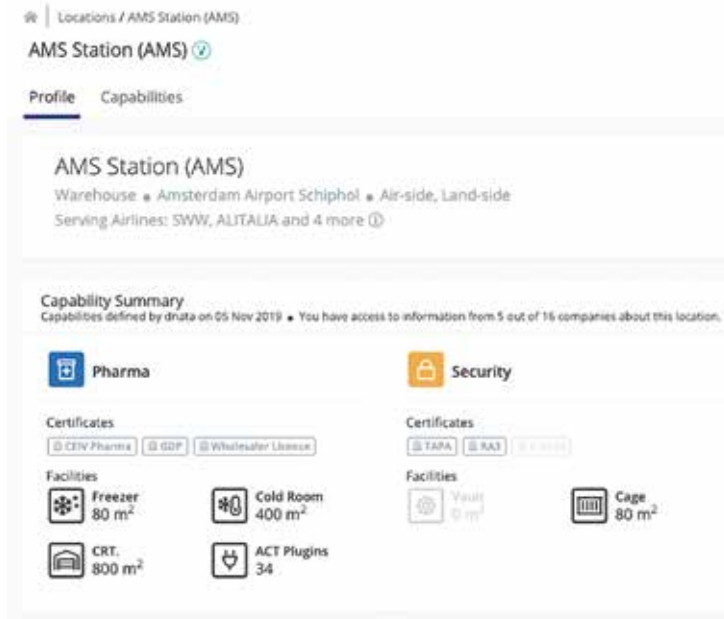 Locations / AMS Station (AMS)
AMS Station (AMS)
Profile Capabilities
AMS Station (AMS)
Warehouse • Amsterdam Airport Schiphol • Air-side, Land-side
Serving Airlines: SWW, ALITALIA and 4 more
Capability Summary
Capabilities defined by dnata on 05 Nov 2019 • You have access to information from 5 out of 16 companies about this location.
Pharma
Security
Certificates
CEIV Pharma GDP Wholesaler License
Certificates
TAPA RA3
Facilities
Freezer
80 m²
Cold Room
400 m²
CRT.
800 m²
ACT Plugins
34
Facilities
Vault
0 m²
Cage
80 m²